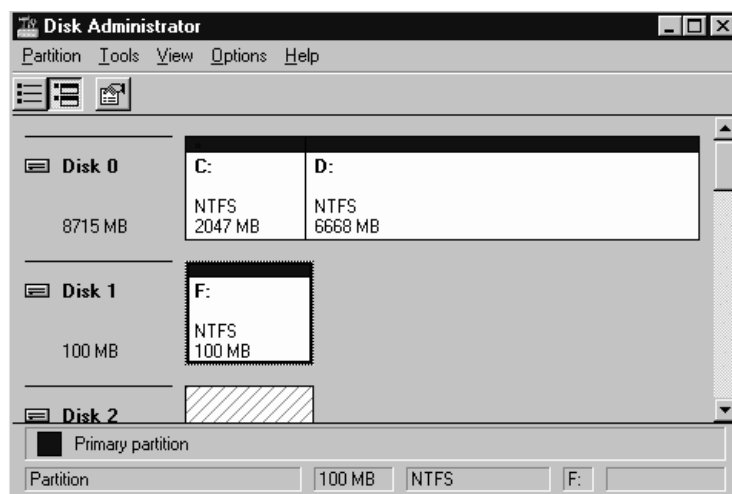 Disk Administrator
Partition Tools View Options Help
Disk 0
8715 MB
C:
NTFS
2047 MB
D:
NTFS
6668 MB
Disk 1
100 MB
F:
NTFS
100 MB
Disk 2
Primary partition
Partition 100 MB NTFS F: